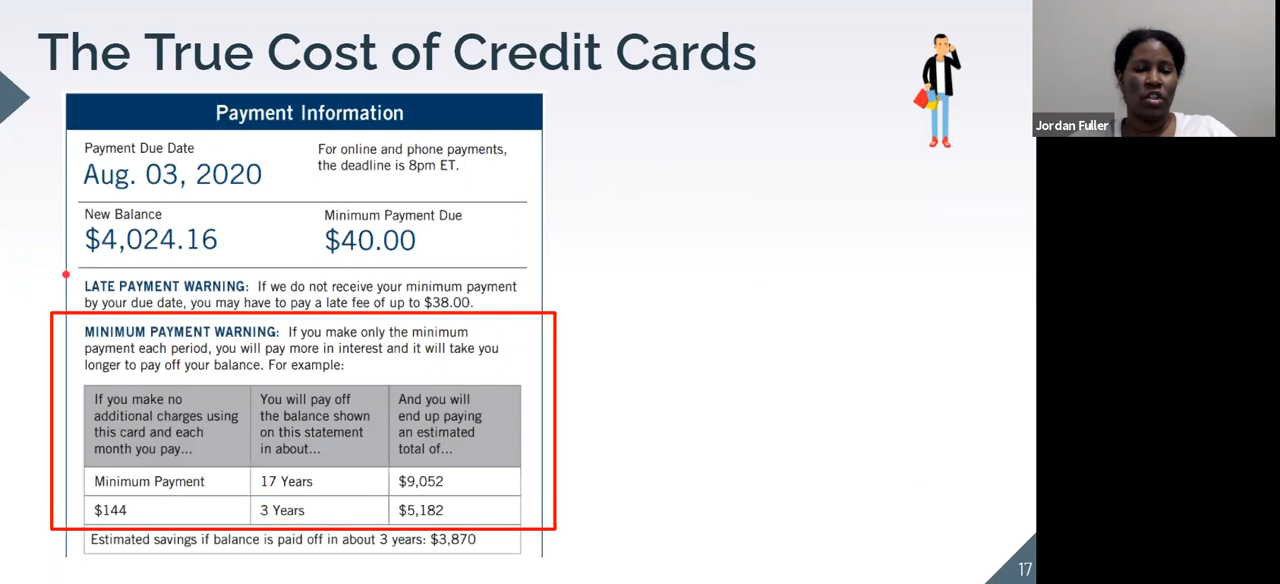 The True Cost of Credit Cards
Jordan Fuller
Payment Information
Payment Due Date
Aug. 03, 2020
For online and phone payments,
the deadline is 8pm ET.
New Balance
$4,024.16
Minimum Payment Due
$40.00
LATE PAYMENT WARNING: If we do not receive your minimum payment
by your due date, you may have to pay a late fee of up to $38.00.
MINIMUM PAYMENT WARNING: If you make only the minimum
payment each period, you will pay more in interest and it will take you
longer to pay off your balance. For example:
If you make no
additional charges using
this card and each
month you pay...
You will pay off
the balance shown
on this statement
in about...
And you will
end up paying
an estimated
total of...
Minimum Payment
17 Years
$9,052
$144
3 Years
$5,182
Estimated savings if balance is paid off in about 3 years: $3,870
17